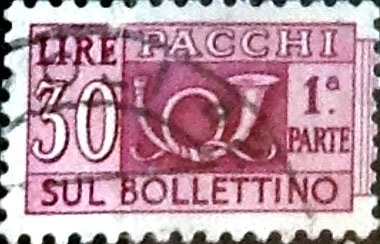 LIRE PACCHI
30 1ª
PARTE
SUL BOLLETTINO